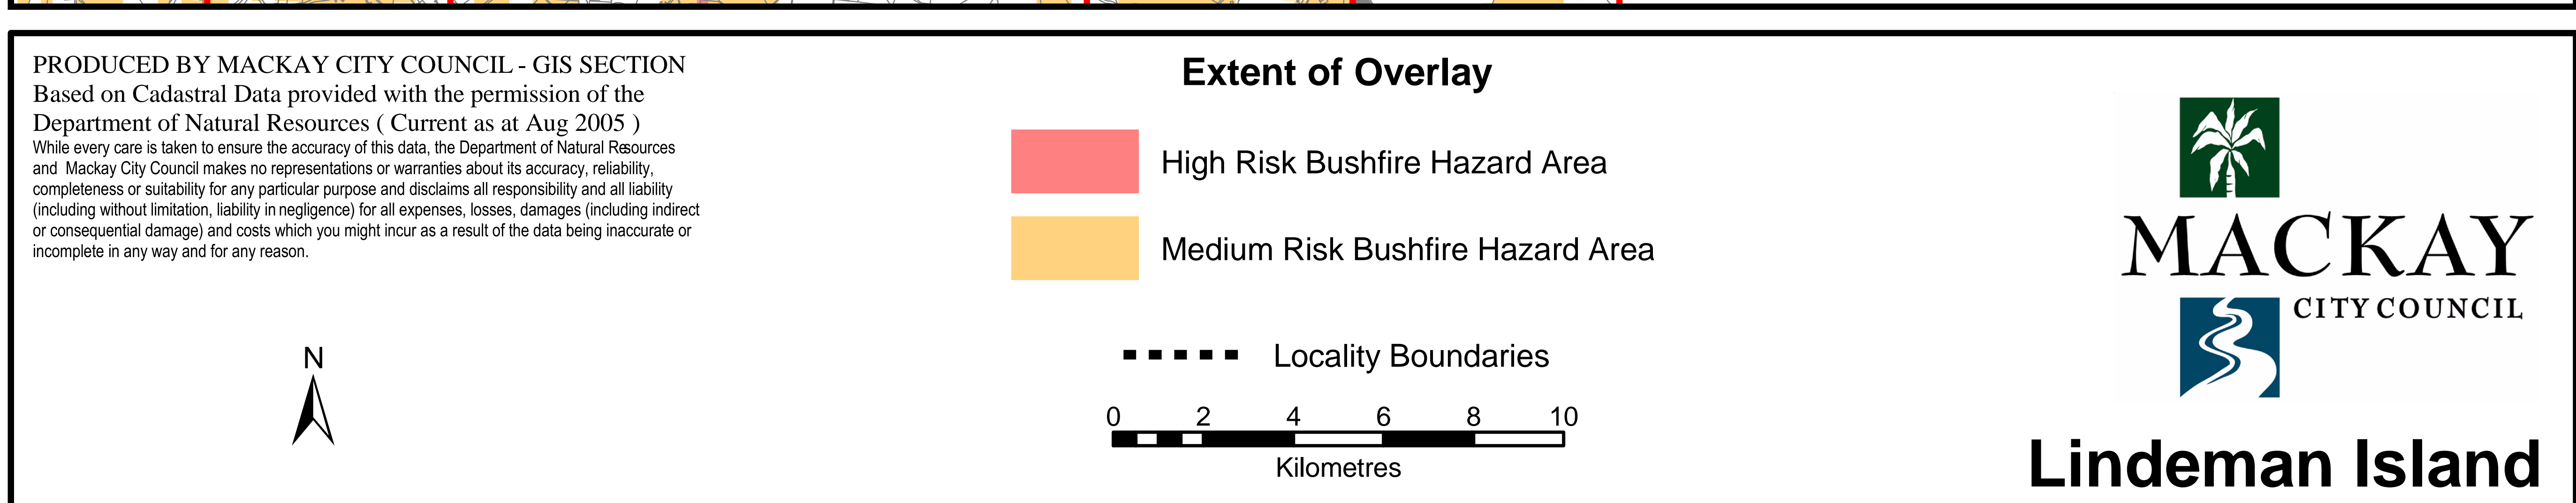 PRODUCED BY MACKAY CITY COUNCIL - GIS SECTION
Based on Cadastral Data provided with the permission of the
Department of Natural Resources ( Current as at Aug 2005 )
While every care is taken to ensure the accuracy of this data, the Department of Natural Resources
and Mackay City Council makes no representations or warranties about its accuracy, reliability,
completeness or suitability for any particular purpose and disclaims all responsibility and all liability
(including without limitation, liability in negligence) for all expenses, losses, damages (including indirect
or consequential damage) and costs which you might incur as a result of the data being inaccurate or
incomplete in any way and for any reason.
N
Extent of Overlay
High Risk Bushfire Hazard Area
Medium Risk Bushfire Hazard Area
Locality Boundaries
0 2 4 6 8 10
Kilometres
MACKAY
CITY COUNCIL
Lindeman Island